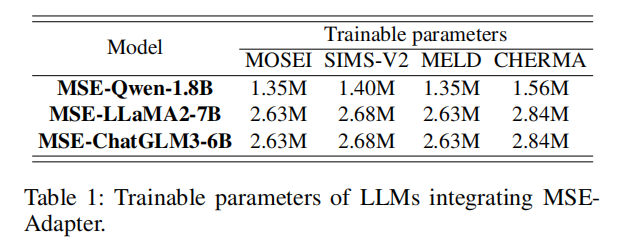 Model Trainable parameters
MOSEI SIMS-V2 MELD CHERMA
MSE-Qwen-1.8B 1.35M 1.40M 1.35M 1.56M
MSE-LLaMA2-7B 2.63M 2.68M 2.63M 2.84M
MSE-ChatGLM3-6B 2.63M 2.68M 2.63M 2.84M
Table 1: Trainable parameters of LLMs integrating MSE-
Adapter.